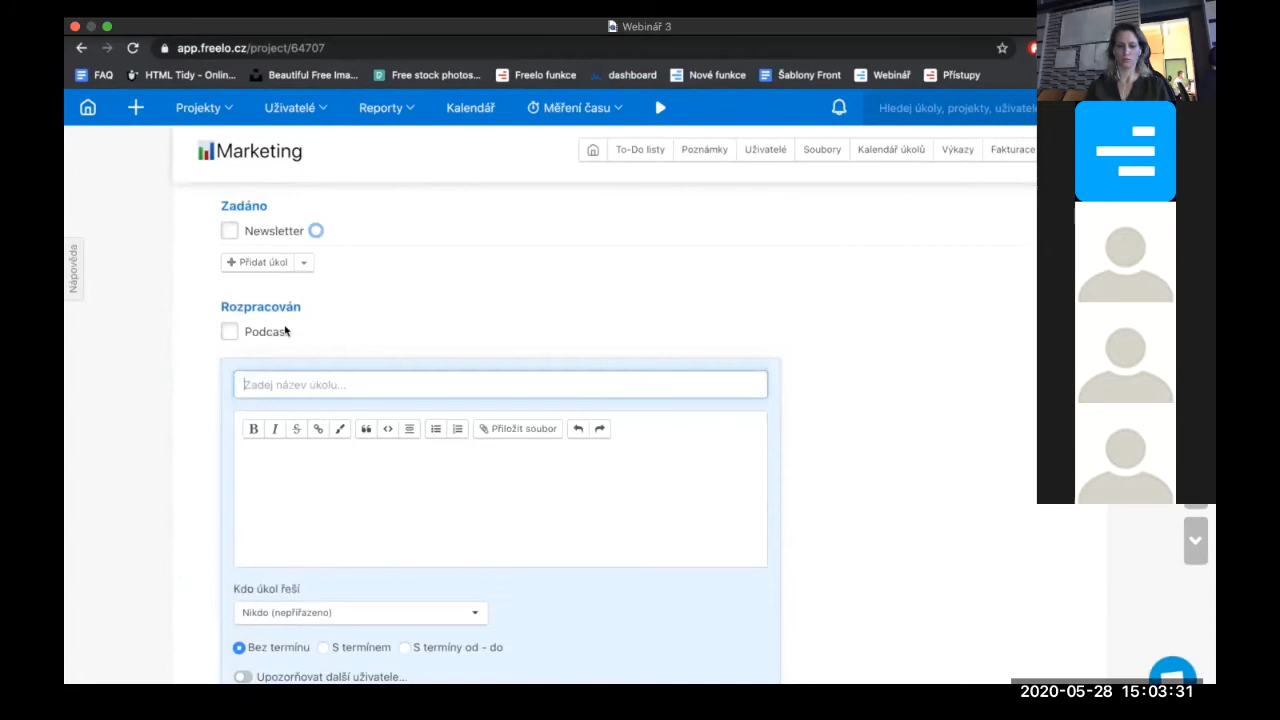 Webinář 3
app.freelo.cz/project/64707
FAQ HTML Tidy - Onlin... Beautiful Free Ima... Free stock photos... Freelo funkce dashboard Nové funkce Šablony Front Webinář Přístupy
Projekty Uživatelé Reporty Kalendář Měření času Hledej úkoly, projekty, uživatele
Marketing
To-Do listy Poznámky Uživatelé Soubory Kalendář úkolů Výkazy Fakturace
Zadáno
Newsletter
Přidat úkol
Nápověda
Rozpracován
Podcas
Zadej název úkolu...
B I S Přiložit soubor
Kdo úkol řeší
Nikdo (nepřiřazeno)
Bez termínu S termínem S termíny od - do
Upozorňovat další uživatele...
2020-05-28 15:03:31